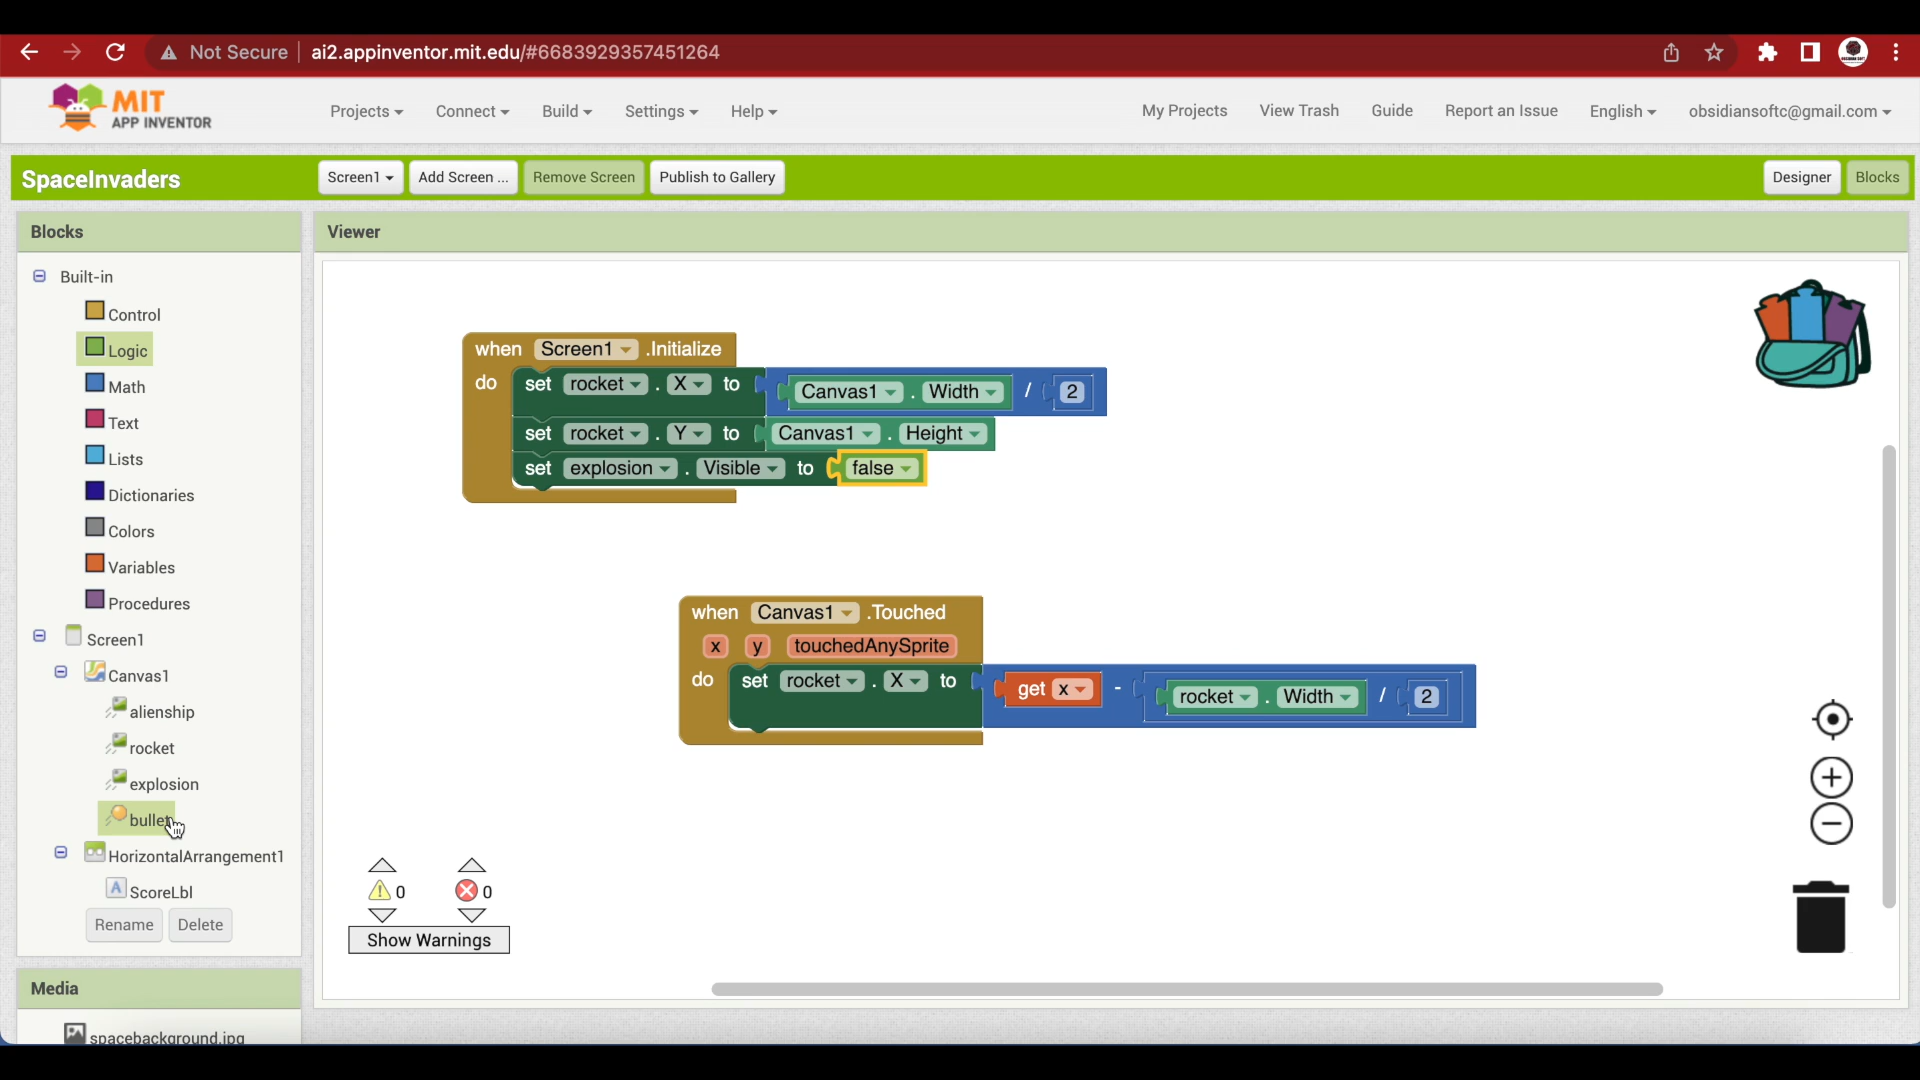 Not Secure ai2.appinventor.mit.edu/#6683929357451264
MIT
APP INVENTOR
Projects Connect Build Settings Help My Projects View Trash Guide Report an Issue English obsidiansoftc@gmail.com
SpaceInvaders Screen1 Add Screen ... Remove Screen Publish to Gallery Designer Blocks
Blocks
Viewer
Built-in
Control
Logic
Math
Text
Lists
Dictionaries
Colors
Variables
Procedures
Screen1
Canvas1
alienship
rocket
explosion
bullet
HorizontalArrangement1
A ScoreLbl
Rename Delete
Media
spacebackground.jpg
when Screen1 .Initialize
do set rocket . X to Canvas1 . Width / 2
set rocket . Y to Canvas1 . Height
set explosion . Visible to false
when Canvas1 .Touched
x y touchedAnySprite
do set rocket . X to get x - rocket . Width / 2
0 0
Show Warnings